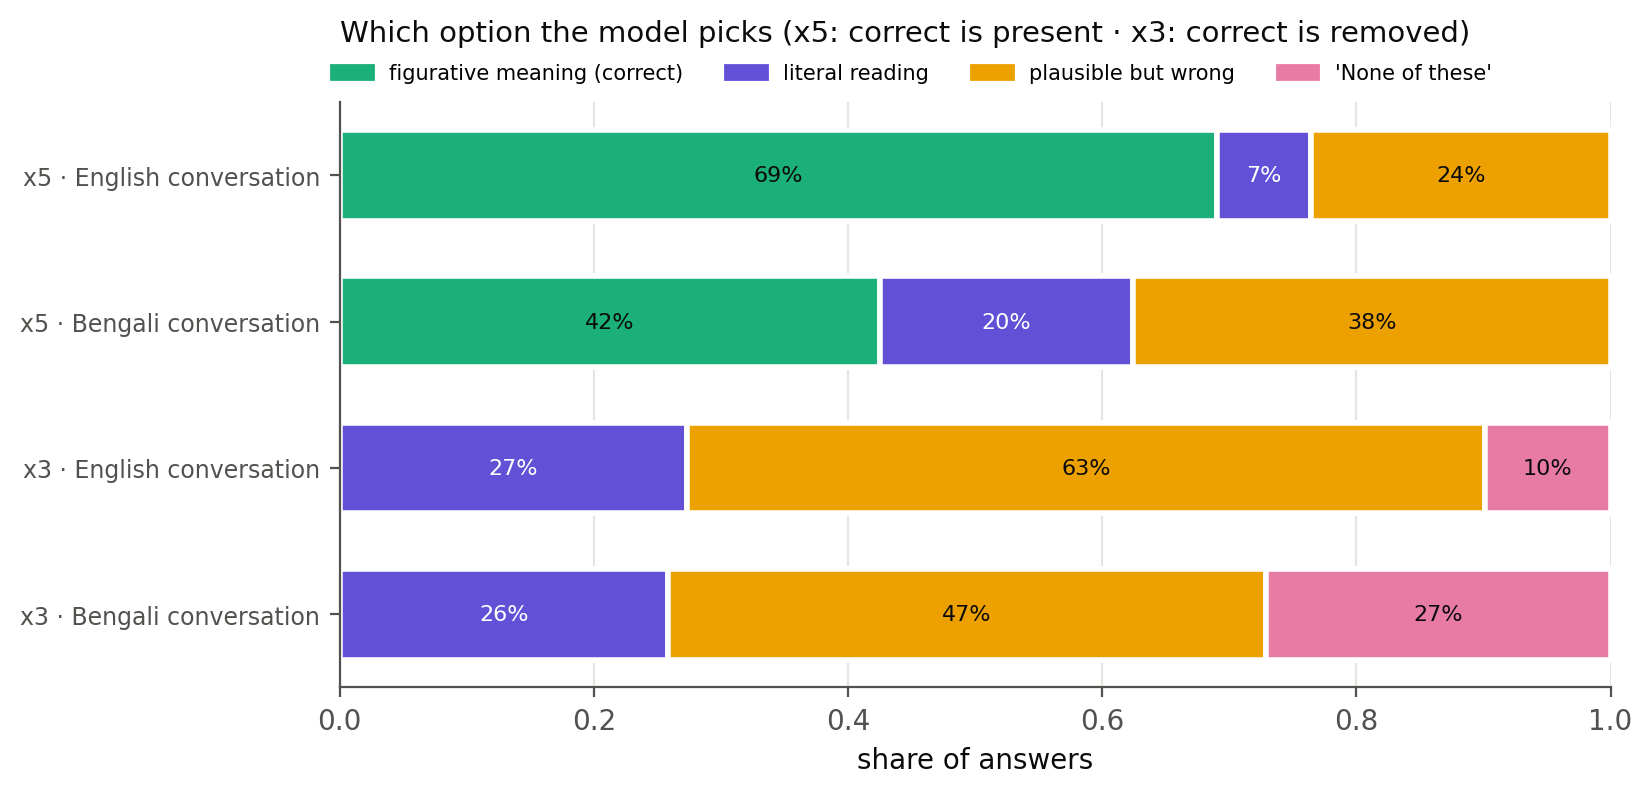 Which option the model picks (x5: correct is present · x3: correct is removed)
figurative meaning (correct) literal reading plausible but wrong 'None of these'
x5 · English conversation 69% 7% 24%
x5 · Bengali conversation 42% 20% 38%
x3 · English conversation 27% 63% 10%
x3 · Bengali conversation 26% 47% 27%
0.0 0.2 0.4 0.6 0.8 1.0
share of answers